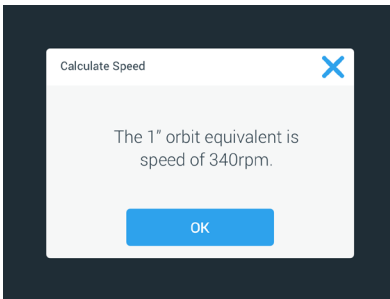 Calculate Speed
The 1" orbit equivalent is
speed of 340rpm.
OK